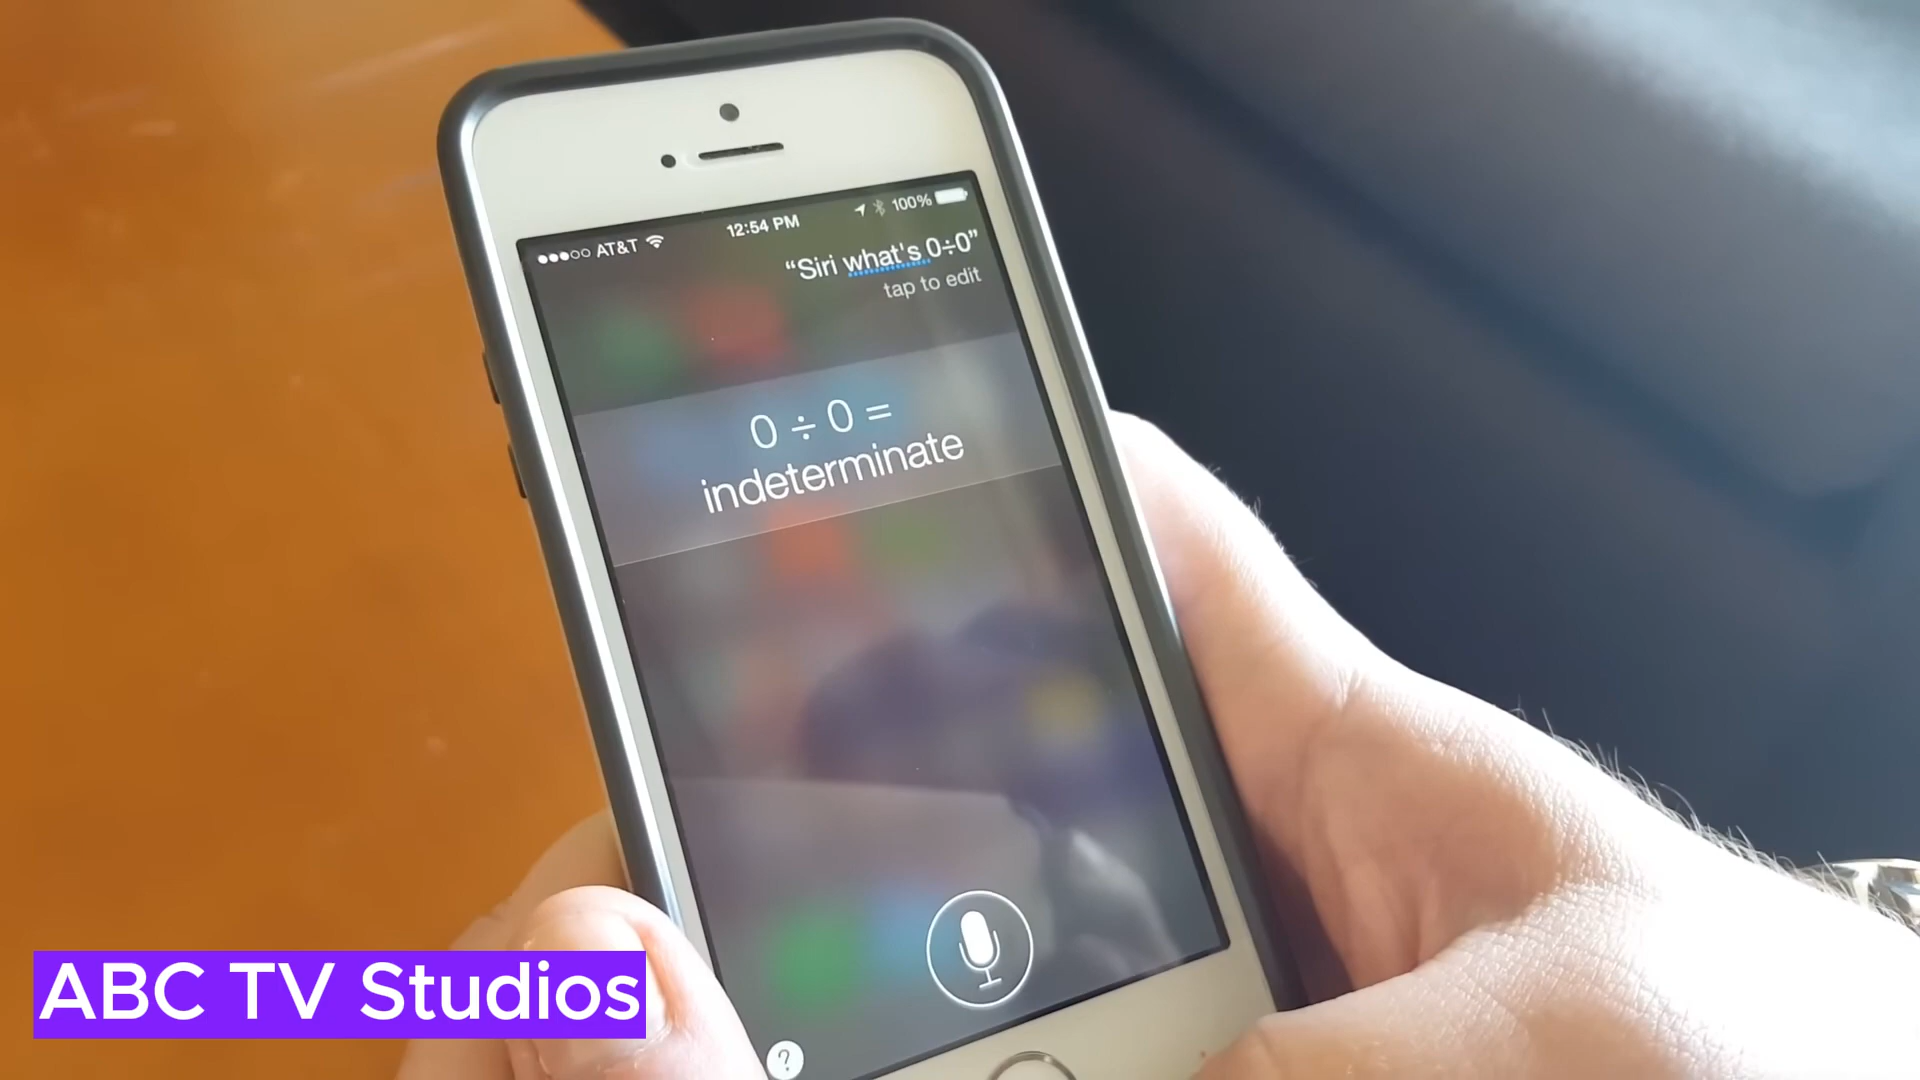 ●●●○○ AT&T 12:54 PM 100%
“Siri what's 0÷0”
tap to edit
0 ÷ 0 =
indeterminate
?
ABC TV Studios